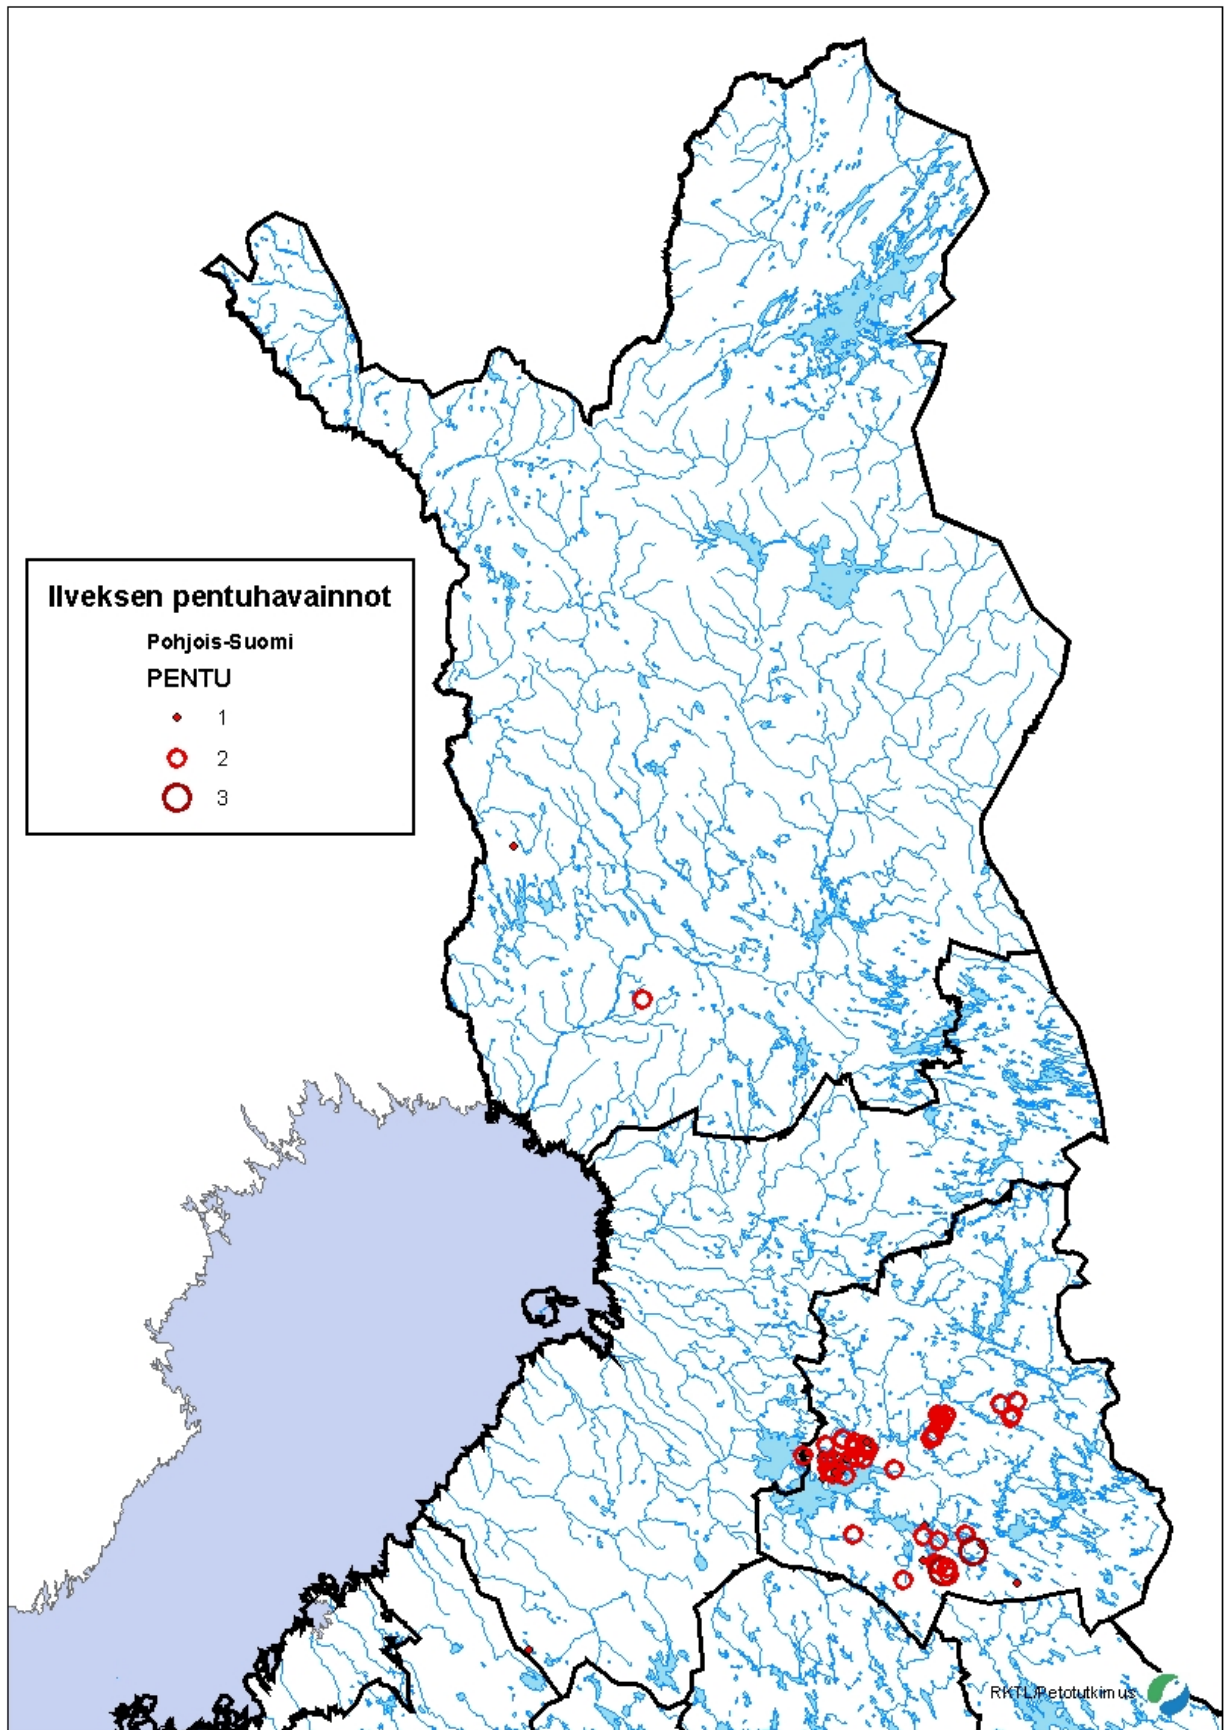 Ilveksen pentuhavainnot
Pohjois-Suomi
PENTU
1
2
3
RKTL/Petotutkimus